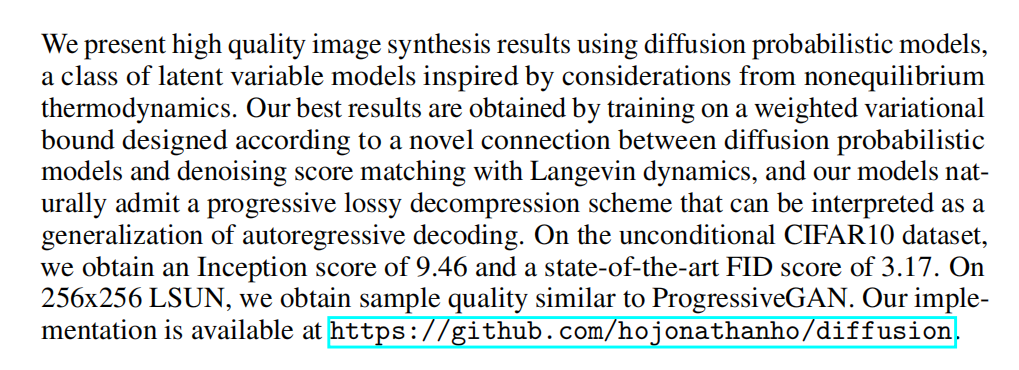 We present high quality image synthesis results using diffusion probabilistic models,
a class of latent variable models inspired by considerations from nonequilibrium
thermodynamics. Our best results are obtained by training on a weighted variational
bound designed according to a novel connection between diffusion probabilistic
models and denoising score matching with Langevin dynamics, and our models nat-
urally admit a progressive lossy decompression scheme that can be interpreted as a
generalization of autoregressive decoding. On the unconditional CIFAR10 dataset,
we obtain an Inception score of 9.46 and a state-of-the-art FID score of 3.17. On
256x256 LSUN, we obtain sample quality similar to ProgressiveGAN. Our imple-
mentation is available at https://github.com/hojonathanho/diffusion.